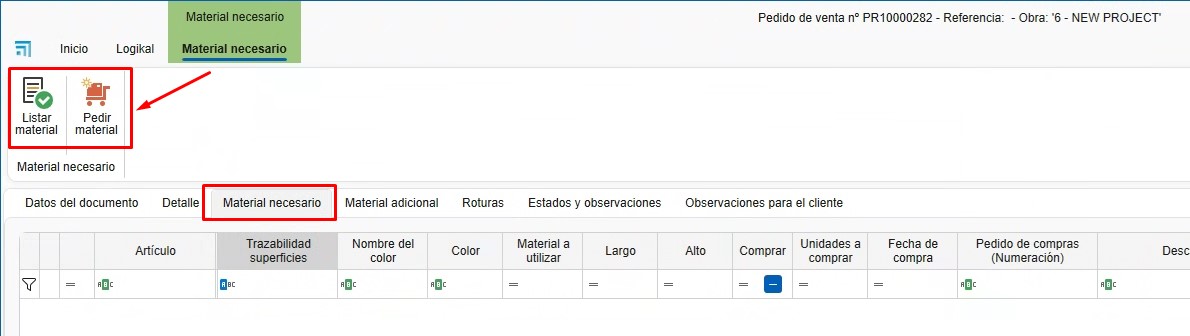 Material necesario
Pedido de venta nº PR10000282 - Referencia:  - Obra: '6 - NEW PROJECT'
Inicio Logikal Material necesario
Listar material
Pedir material
Material necesario
Datos del documento Detalle Material necesario Material adicional Roturas Estados y observaciones Observaciones para el cliente
Artículo Trazabilidad superficies Nombre del color Color Material a utilizar Largo Alto Comprar Unidades a comprar Fecha de compra Pedido de compras (Numeración) Desc
= ABC ABC ABC ABC = = = = = = ABC ABC